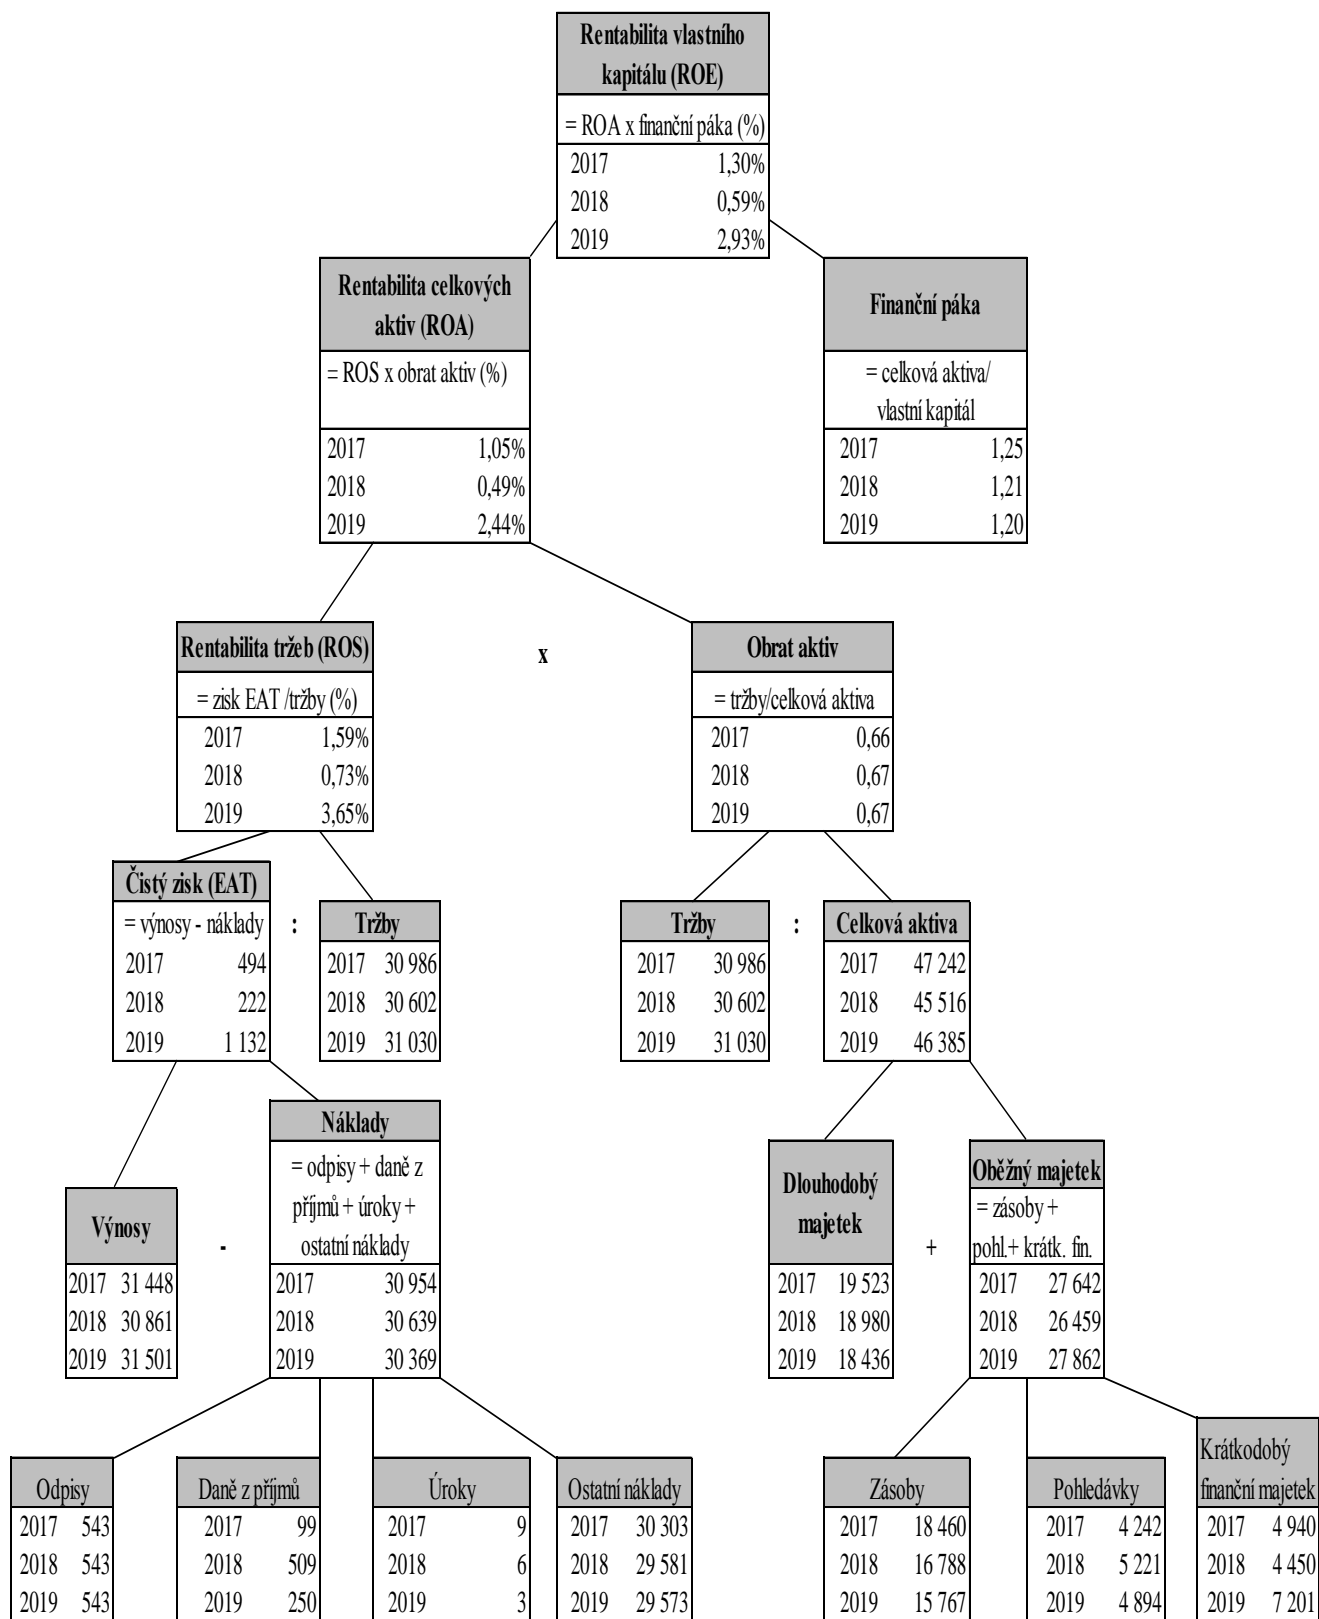 Rentabilita vlastního
kapitálu (ROE)
= ROA x finanční páka (%)
2017 1,30%
2018 0,59%
2019 2,93%
Rentabilita celkových
aktiv (ROA)
= ROS x obrat aktiv (%)
2017 1,05%
2018 0,49%
2019 2,44%
Finanční páka
= celková aktiva/
vlastní kapitál
2017 1,25
2018 1,21
2019 1,20
Rentabilita tržeb (ROS)
= zisk EAT /tržby (%)
2017 1,59%
2018 0,73%
2019 3,65%
x
Obrat aktiv
= tržby/celková aktiva
2017 0,66
2018 0,67
2019 0,67
Čistý zisk (EAT)
= výnosy - náklady
2017 494
2018 222
2019 1 132
:
Tržby
2017 30 986
2018 30 602
2019 31 030
Tržby
2017 30 986
2018 30 602
2019 31 030
:
Celková aktiva
2017 47 242
2018 45 516
2019 46 385
Výnosy
2017 31 448
2018 30 861
2019 31 501
-
Náklady
= odpisy + daně z
příjmů + úroky +
ostatní náklady
2017 30 954
2018 30 639
2019 30 369
Dlouhodobý
majetek
2017 19 523
2018 18 980
2019 18 436
+
Oběžný majetek
= zásoby +
pohl.+ krátk. fin.
2017 27 642
2018 26 459
2019 27 862
Odpisy
2017 543
2018 543
2019 543
Daně z příjmů
2017 99
2018 509
2019 250
Úroky
2017 9
2018 6
2019 3
Ostatní náklady
2017 30 303
2018 29 581
2019 29 573
Zásoby
2017 18 460
2018 16 788
2019 15 767
Pohledávky
2017 4 242
2018 5 221
2019 4 894
Krátkodobý
finanční majetek
2017 4 940
2018 4 450
2019 7 201